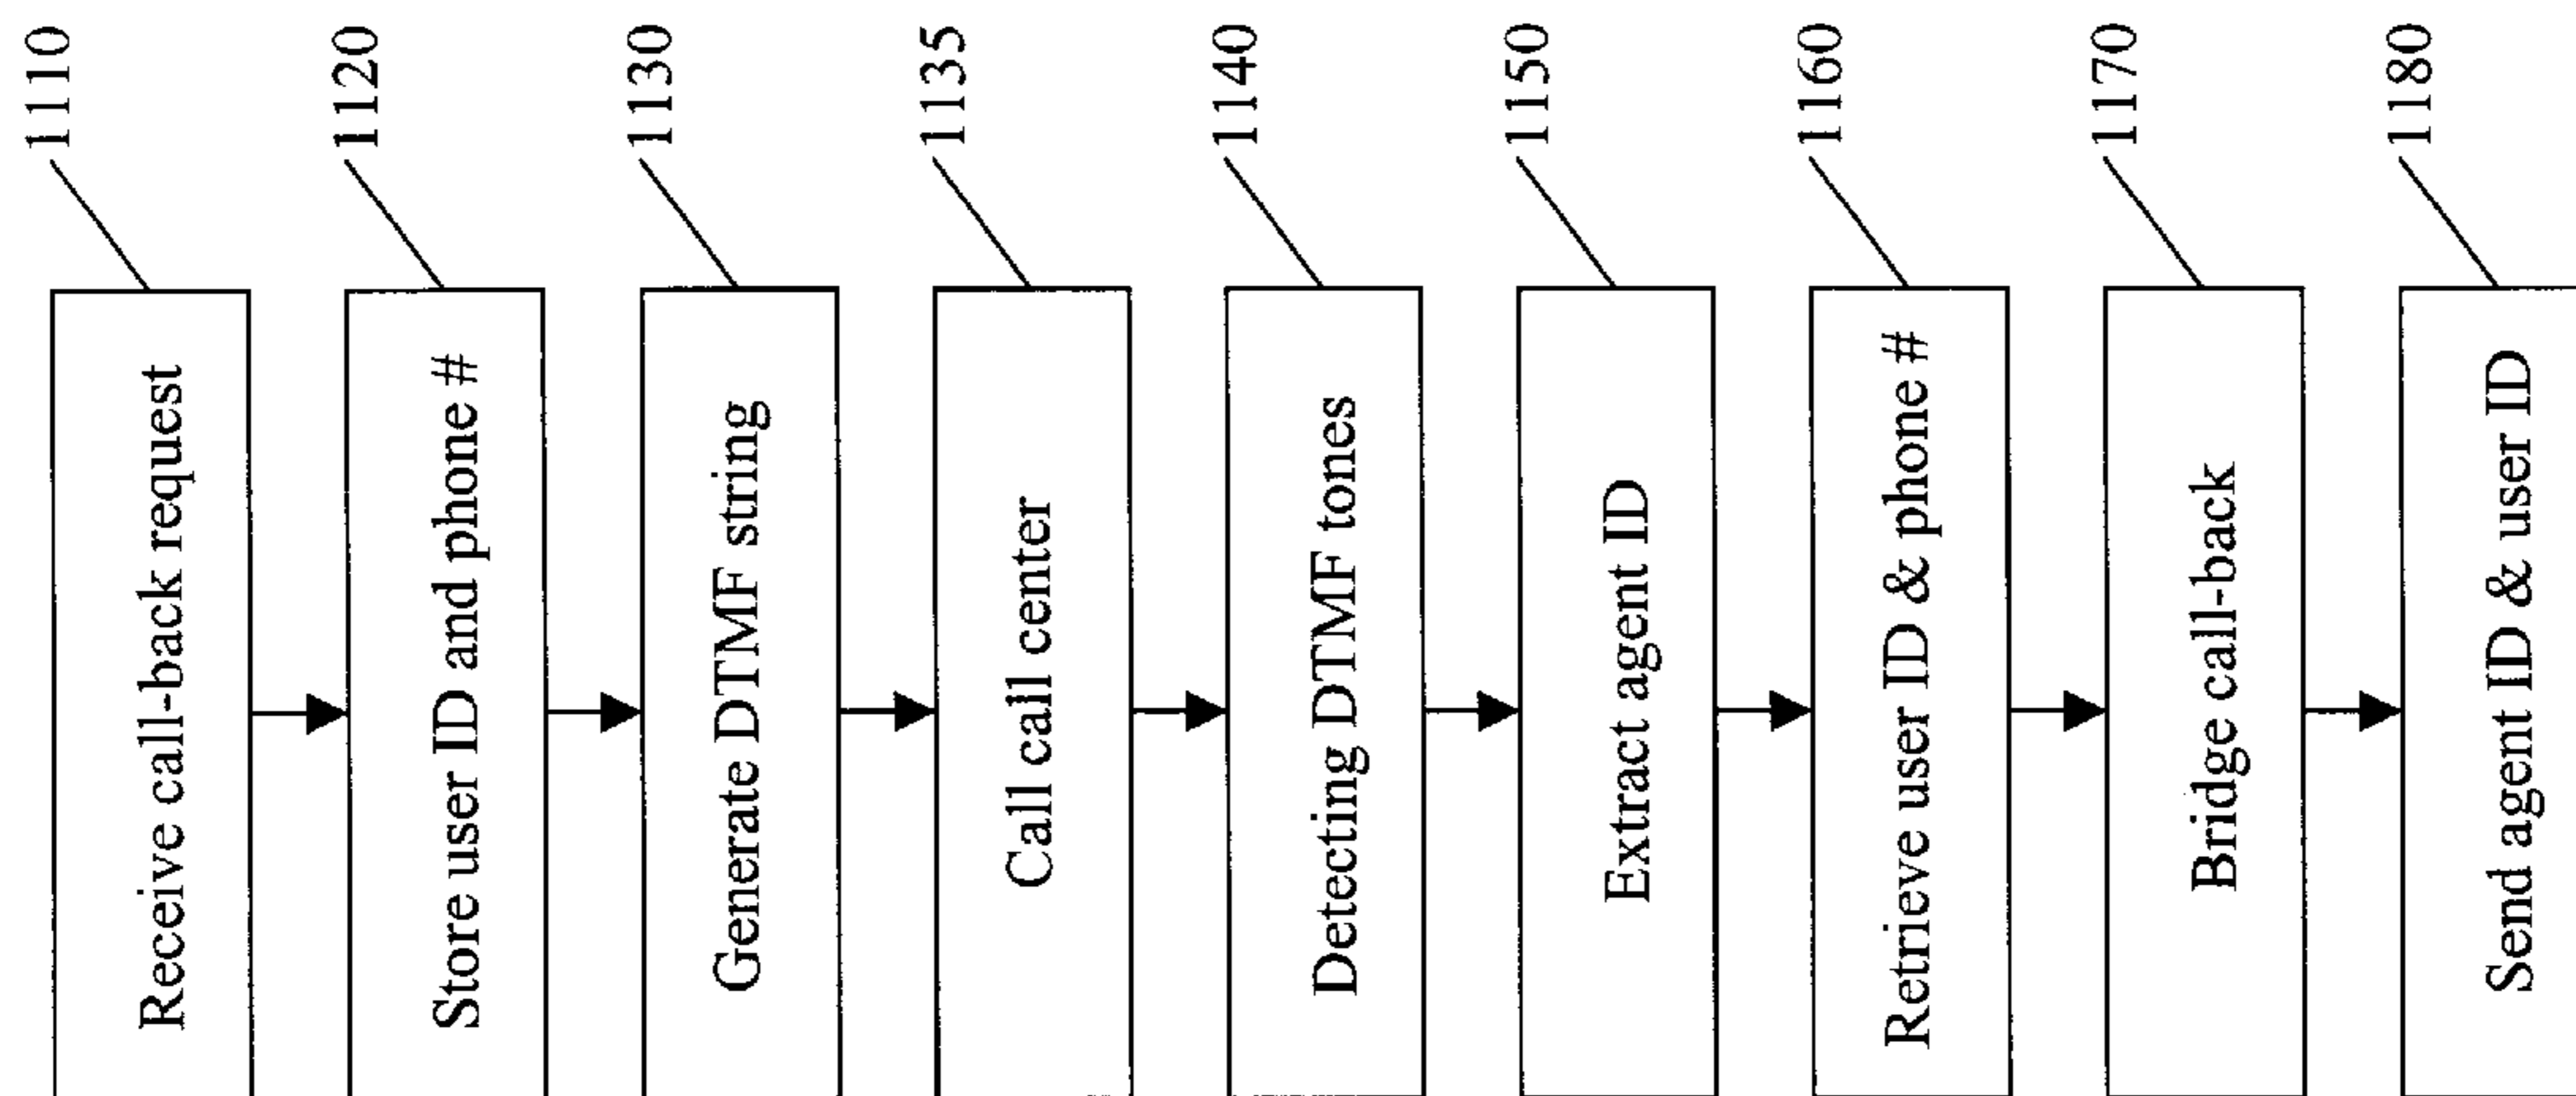 Receive call-back request
1110
Store user ID and phone #
1120
Generate DTMF string
1130
Call call center
1135
Detecting DTMF tones
1140
Extract agent ID
1150
Retrieve user ID & phone #
1160
Bridge call-back
1170
Send agent ID & user ID
1180